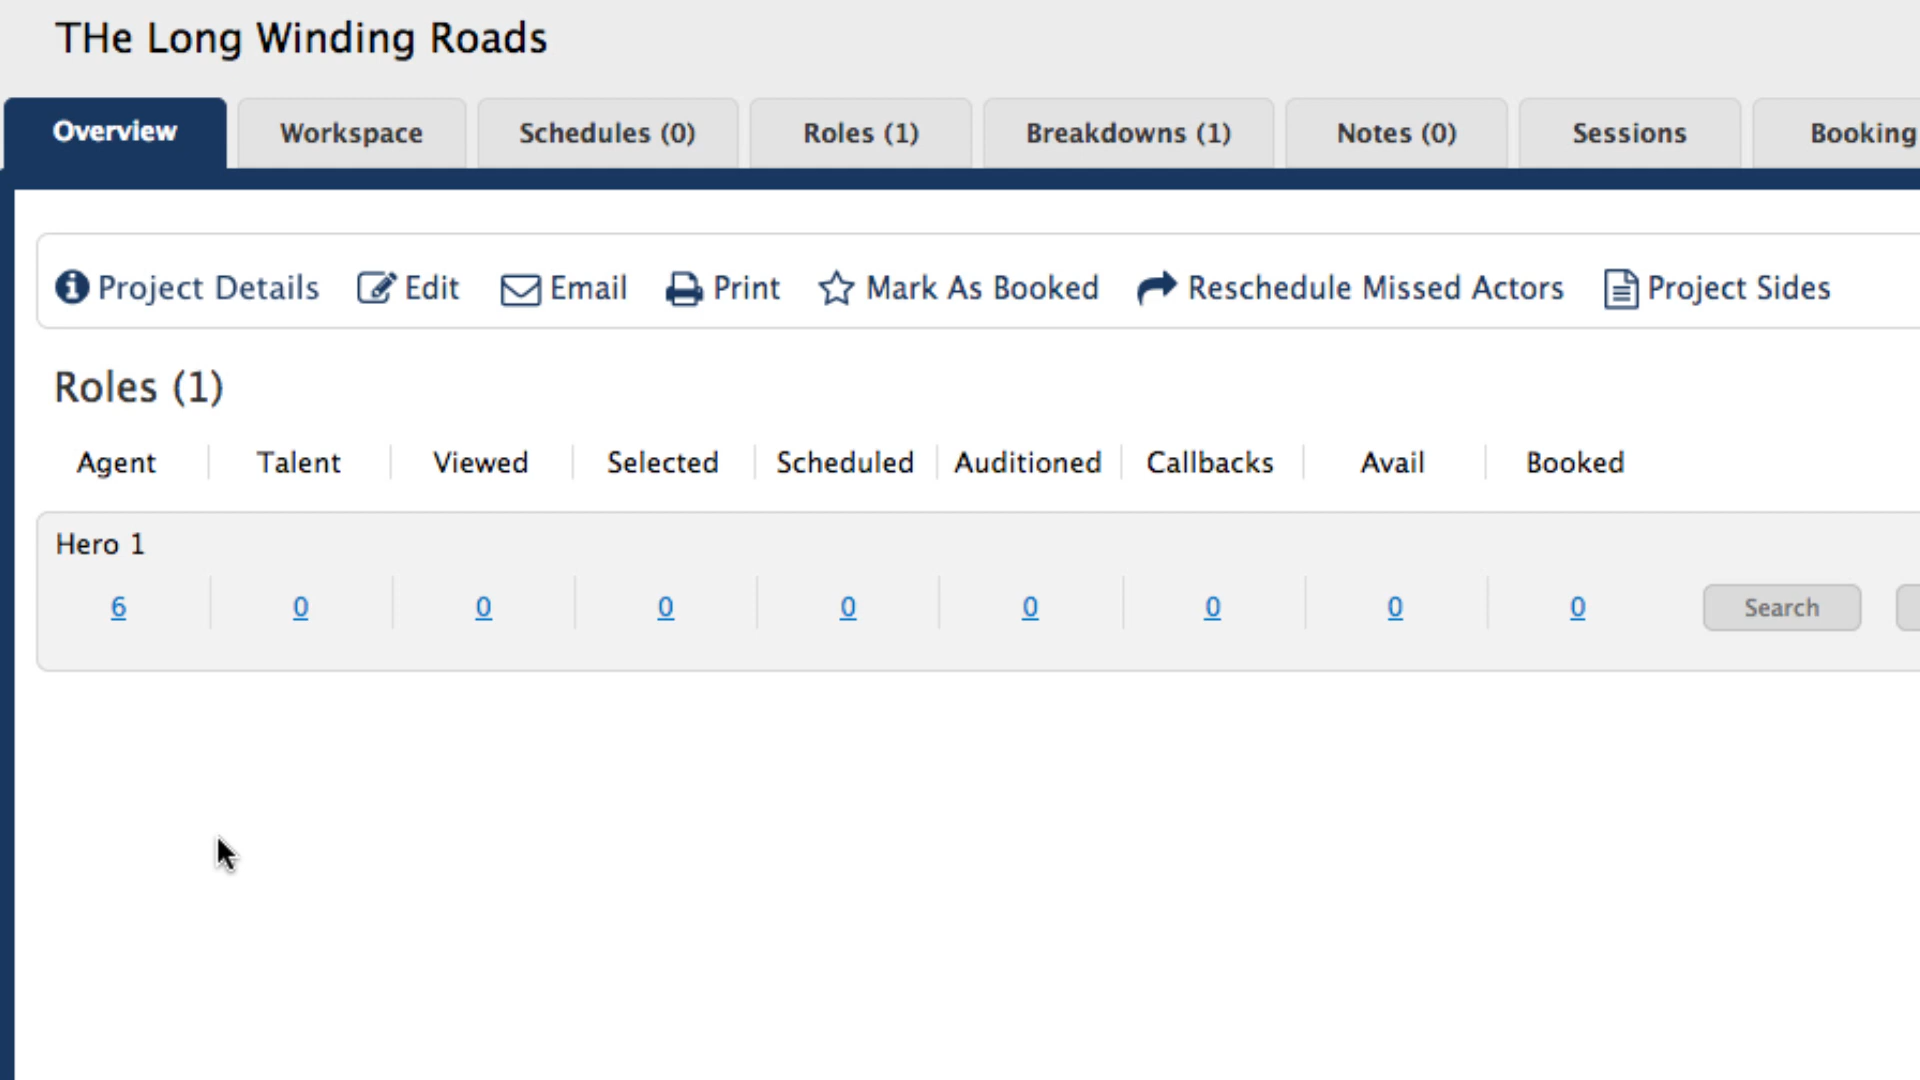 THe Long Winding Roads
Overview Workspace Schedules (0) Roles (1) Breakdowns (1) Notes (0) Sessions Booking
Project Details Edit Email Print Mark As Booked Reschedule Missed Actors Project Sides
Roles (1)
Agent Talent Viewed Selected Scheduled Auditioned Callbacks Avail Booked
Hero 1
6 0 0 0 0 0 0 0 0 Search